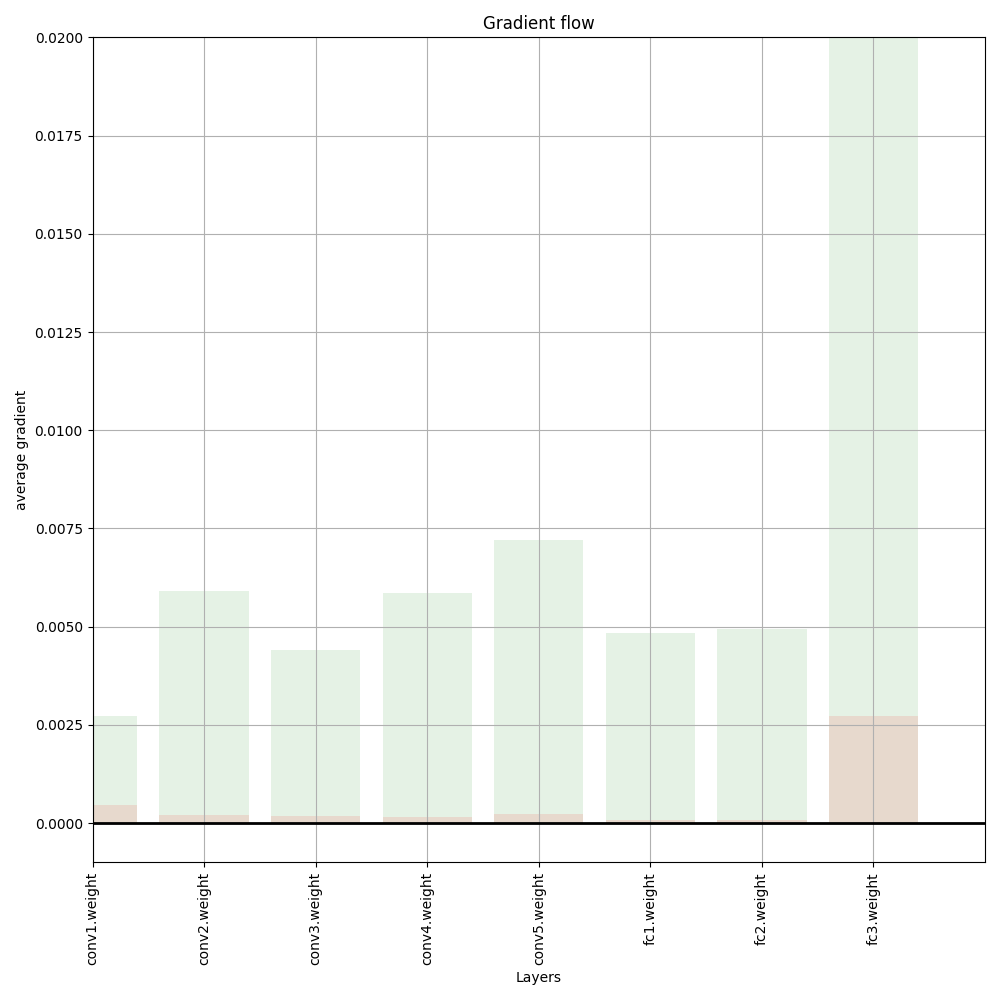 Gradient flow
0.0200
0.0175
0.0150
0.0125
0.0100
0.0075
0.0050
0.0025
0.0000
average gradient
conv1.weight
conv2.weight
conv3.weight
conv4.weight
conv5.weight
fc1.weight
fc2.weight
fc3.weight
Layers